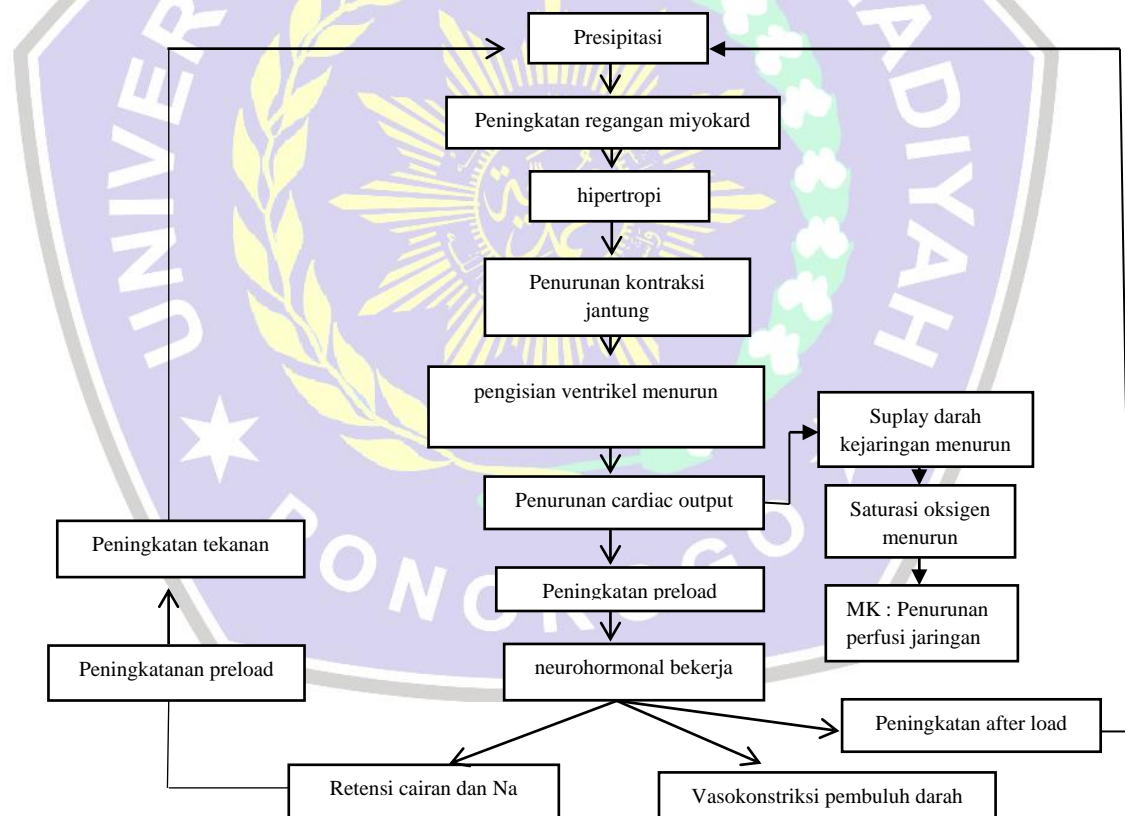 Presipitasi
Peningkatan regangan miyokard
hipertropi
Penurunan kontraksi
jantung
pengisian ventrikel menurun
Suplay darah
kejaringan menurun
Penurunan cardiac output
Saturasi oksigen
menurun
Peningkatan tekanan
Peningkatan preload
MK : Penurunan
perfusi jaringan
Peningkatanan preload
neurohormonal bekerja
Peningkatan after load
Retensi cairan dan Na
Vasokonstriksi pembuluh darah
PONOROGO